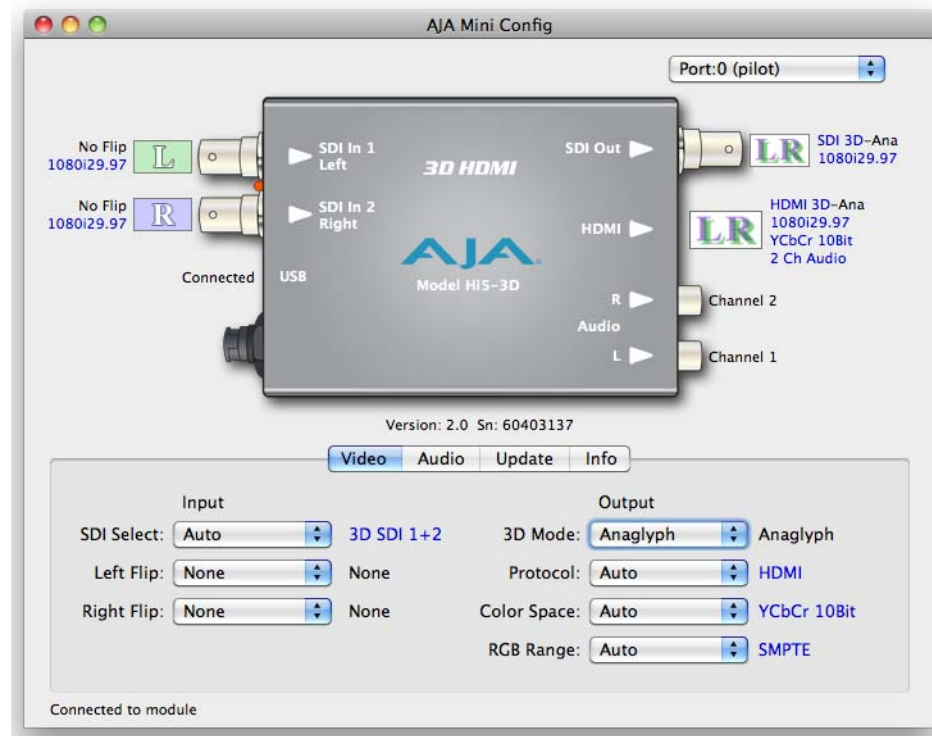 AJA Mini Config
Port:0 (pilot)
No Flip
1080i29.97
L
SDI In 1
Left
3D HDMI
SDI Out
LR
SDI 3D-Ana
1080i29.97
No Flip
1080i29.97
R
SDI In 2
Right
HDMI
LR
HDMI 3D-Ana
1080i29.97
YCbCr 10Bit
2 Ch Audio
Connected
USB
AJA
Model Hi5-3D
R
Channel 2
Audio
L
Channel 1
Version: 2.0 Sn: 60403137
Video Audio Update Info
Input
Output
SDI Select: Auto 3D SDI 1+2
3D Mode: Anaglyph Anaglyph
Left Flip: None None
Protocol: Auto HDMI
Right Flip: None None
Color Space: Auto YCbCr 10Bit
RGB Range: Auto SMPTE
Connected to module